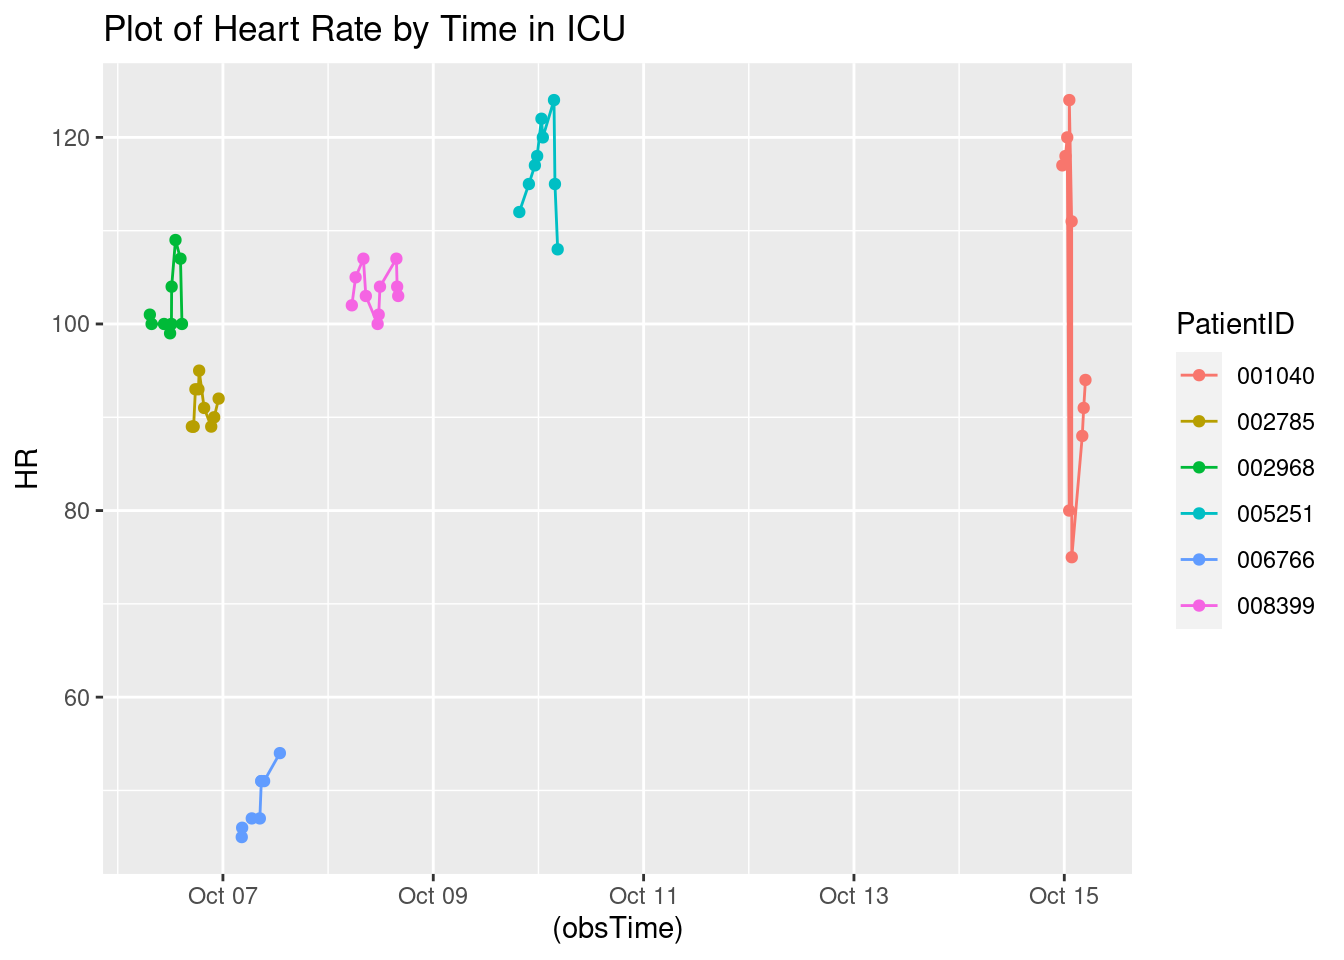 Plot of Heart Rate by Time in ICU
120
100
80
60
HR
Oct 07
Oct 09
Oct 11
Oct 13
Oct 15
(obsTime)
PatientID
001040
002785
002968
005251
006766
008399